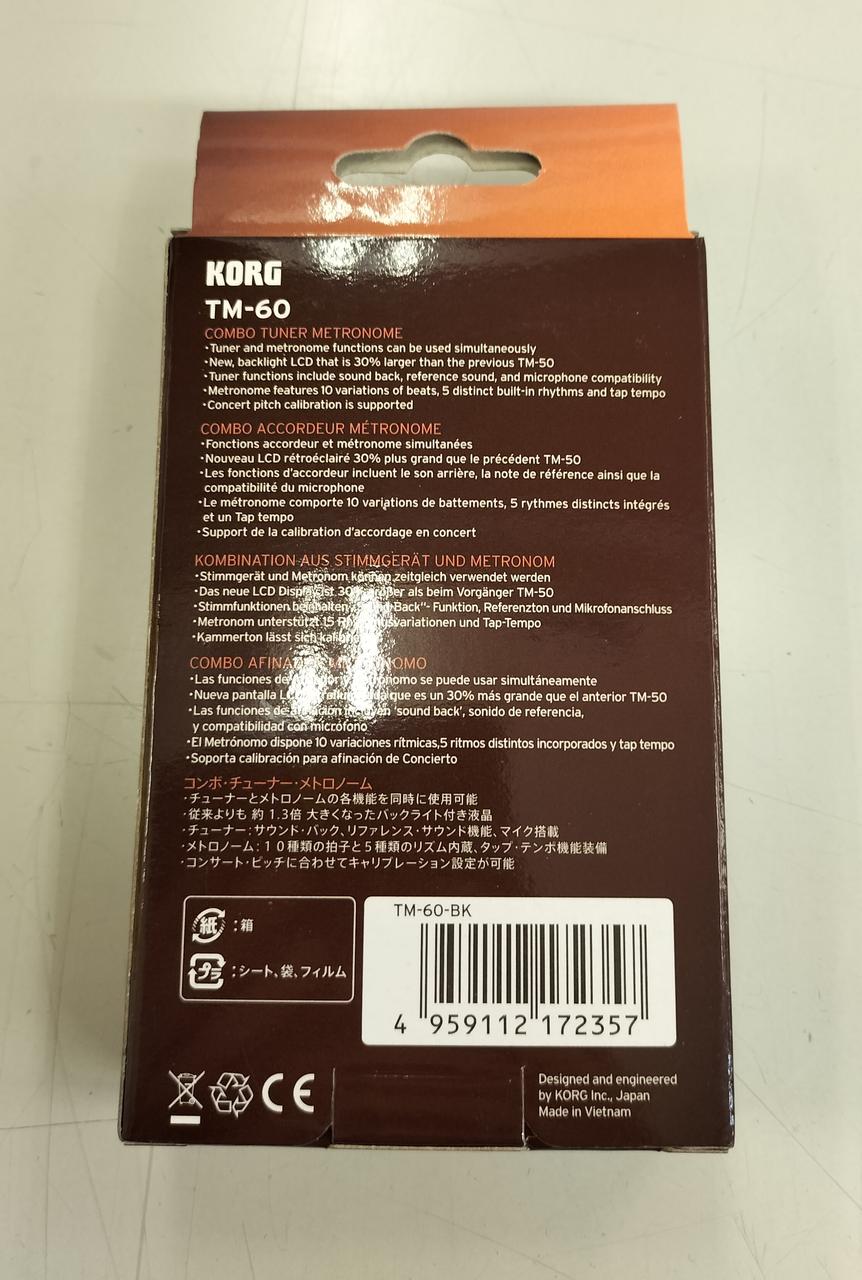 KORG
TM-60
COMBO TUNER METRONOME
·Tuner and metronome functions can be used simultaneously
·New, backlight LCD that is 30% larger than the previous TM-50
·Tuner functions include sound back, reference sound, and microphone compatibility
·Metronome features 10 variations of beats, 5 distinct built-in rhythms and tap tempo
·Concert pitch calibration is supported
COMBO ACCORDEUR MÉTRONOME
·Fonctions accordeur et métronome simultanées
·Nouveau LCD rétroéclairé 30% plus grand que le précédent TM-50
·Les fonctions d'accordeur incluent le son arrière, la note de référence ainsi que la
compatibilité du microphone
·Le métronome comporte 10 variations de battements, 5 rythmes distincts intégrés
et un Tap tempo
·Support de la calibration d'accordage en concert
KOMBINATION AUS STIMMGERÄT UND METRONOM
·Stimmgerät und Metronom können zeitgleich verwendet werden
·Das neue LCD Display ist 30% größer als beim Vorgänger TM-50
·Stimmfunktionen Back"- Funktion, Referenzton und Mikrofonanschluss
·Metronom unterstützt 15 Tap-Tempo
·Kammerton lässt sich
COMBO
·Las funciones de se puede usar simultáneamente
·Nueva pantalla que es un 30% más grande que el anterior TM-50
·Las funciones de 'sound back', sonido de referencia,
y compatibilidad con micrófono
·El Metrónomo dispone 10 variaciones rítmicas,5 ritmos distintos incorporados y tap tempo
·Soporta calibración para afinación de Concierto
コンボ・チューナー・メトロノーム
·チューナーとメトロノームの各機能を同時に使用可能
·従来よりも 約 1.3倍 大きくなったバックライト付き液晶
·チューナー：サウンド・バック、リファレンス・サウンド機能、マイク搭載
·メトロノーム：１０種類の拍子と５種類のリズム内蔵、タップ・テンポ機能装備
·コンサート・ピッチに合わせてキャリブレーション設定が可能
紙：箱
プラ：シート、袋、フィルム
TM-60-BK
4 959112 172357
CE
Designed and engineered
by KORG Inc., Japan
Made in Vietnam